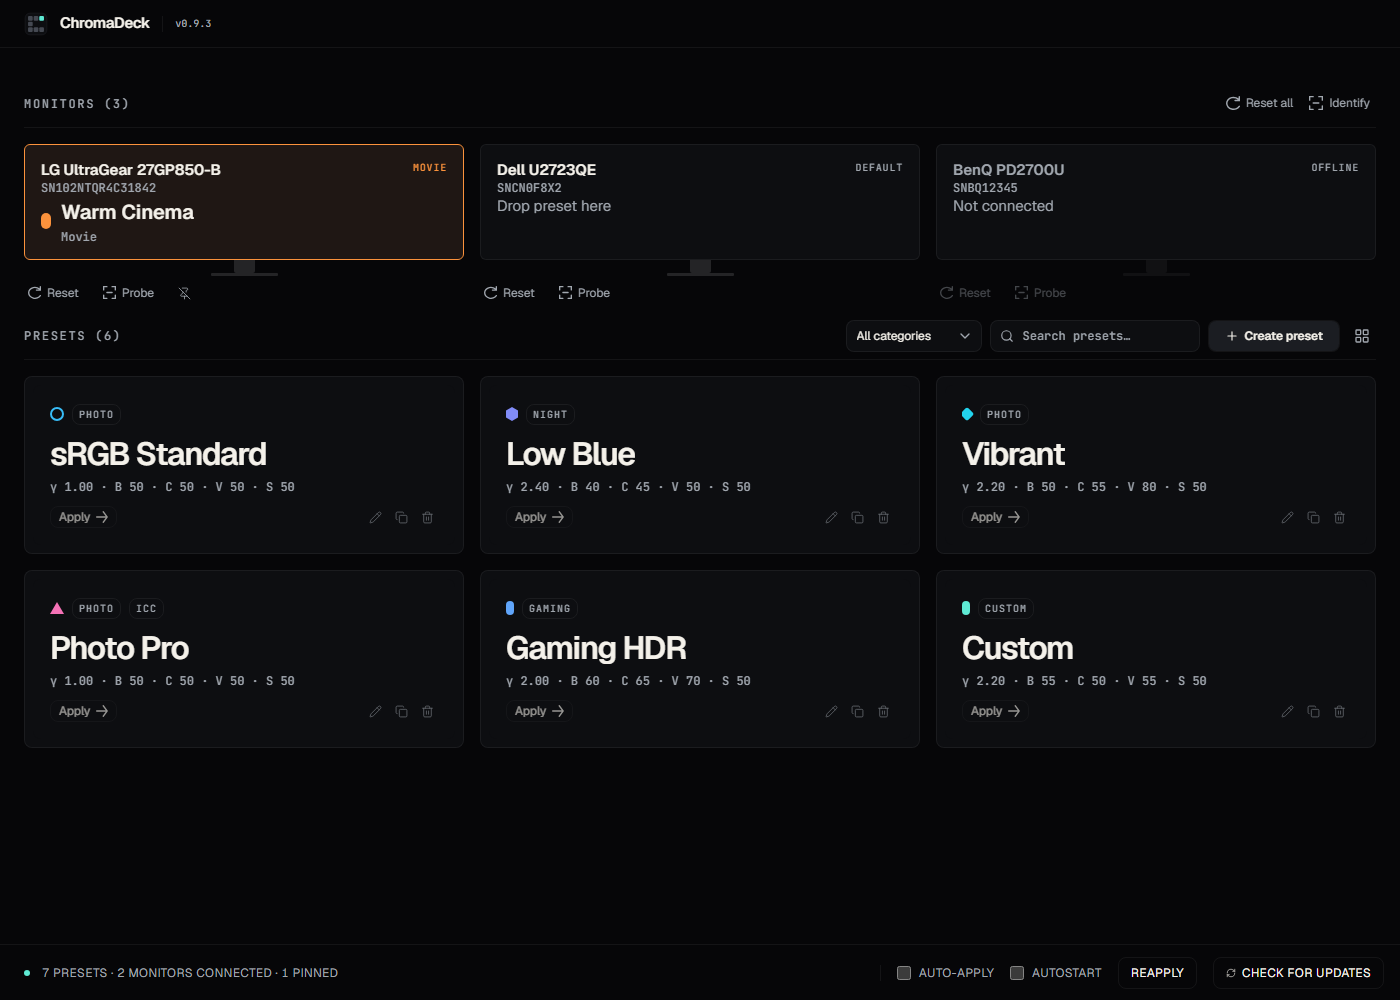 ChromaDeck v0.9.3
MONITORS (3)
Reset all Identify
LG UltraGear 27GP850-B MOVIE
SN102NTQR4C31842
Warm Cinema
Movie
Reset Probe
Dell U2723QE DEFAULT
SNCN0F8X2
Drop preset here
Reset Probe
BenQ PD2700U OFFLINE
SNBQ12345
Not connected
Reset Probe
PRESETS (6)
All categories
Search presets…
Create preset
PHOTO
sRGB Standard
γ 1.00 · B 50 · C 50 · V 50 · S 50
Apply
NIGHT
Low Blue
γ 2.40 · B 40 · C 45 · V 50 · S 50
Apply
PHOTO
Vibrant
γ 2.20 · B 50 · C 55 · V 80 · S 50
Apply
PHOTO ICC
Photo Pro
γ 1.00 · B 50 · C 50 · V 50 · S 50
Apply
GAMING
Gaming HDR
γ 2.00 · B 60 · C 65 · V 70 · S 50
Apply
CUSTOM
Custom
γ 2.20 · B 55 · C 50 · V 55 · S 50
Apply
7 PRESETS · 2 MONITORS CONNECTED · 1 PINNED
AUTO-APPLY
AUTOSTART
REAPPLY
CHECK FOR UPDATES